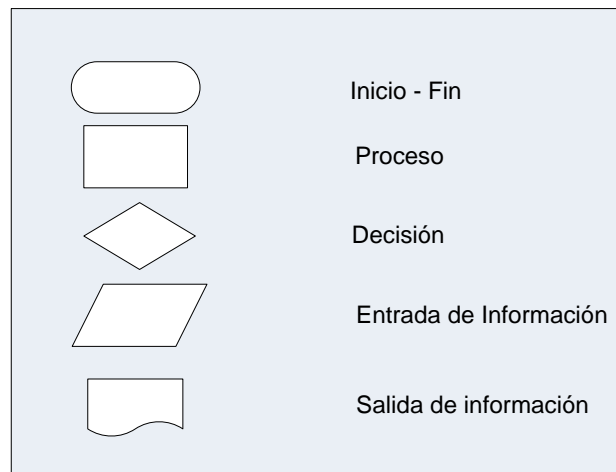 Inicio - Fin
Proceso
Decisión
Entrada de Información
Salida de información